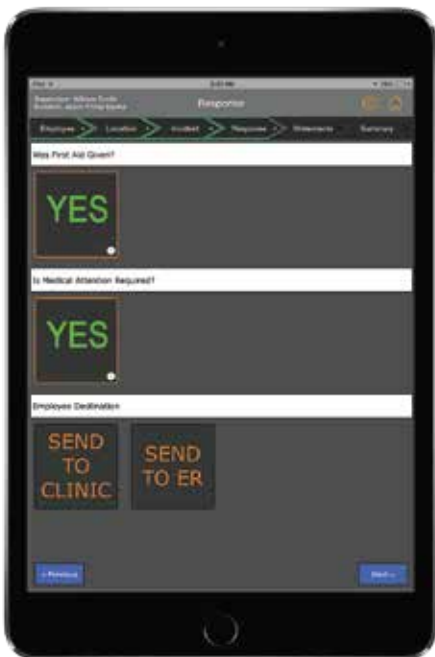 Response
Employee Location Incident Response Statements Summary
Was First Aid Given?
YES
Is Medical Attention Required?
YES
Employee Destination
SEND
TO
CLINIC
SEND
TO ER
< Previous
Next >